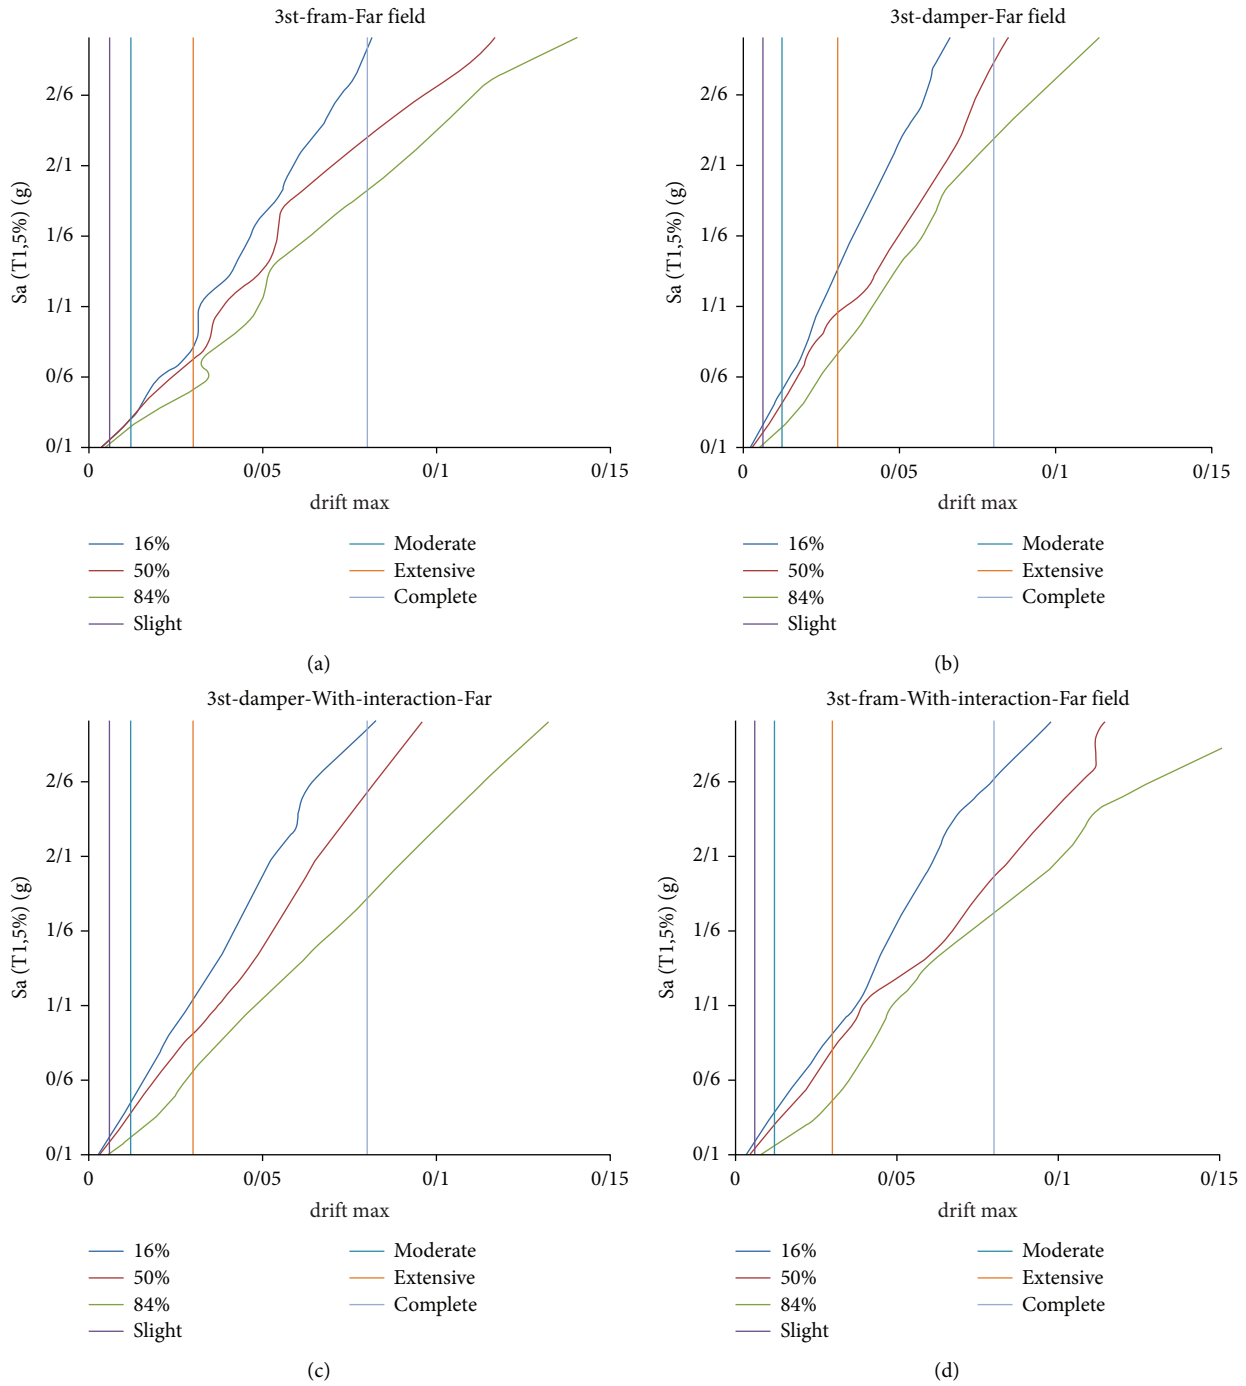 3st-fram-Far field
Sa (T1,5%) (g)
2/6
2/1
1/6
1/1
0/6
0/1
0 0/05 0/1 0/15
drift max
16%
50%
84%
Slight
Moderate
Extensive
Complete
(a)
3st-damper-Far field
Sa (T1,5%) (g)
2/6
2/1
1/6
1/1
0/6
0/1
0 0/05 0/1 0/15
drift max
16%
50%
84%
Slight
Moderate
Extensive
Complete
(b)
3st-damper-With-interaction-Far
Sa (T1,5%) (g)
2/6
2/1
1/6
1/1
0/6
0/1
0 0/05 0/1 0/15
drift max
16%
50%
84%
Slight
Moderate
Extensive
Complete
(c)
3st-fram-With-interaction-Far field
Sa (T1,5%) (g)
2/6
2/1
1/6
1/1
0/6
0/1
0 0/05 0/1 0/15
drift max
16%
50%
84%
Slight
Moderate
Extensive
Complete
(d)